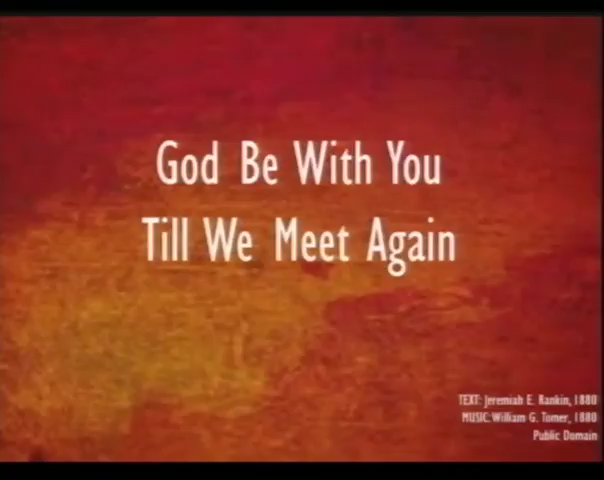 God Be With You
Till We Meet Again
TEXT: Jeremiah E. Rankin, 1880
MUSIC: William G. Tomer, 1880
Public Domain